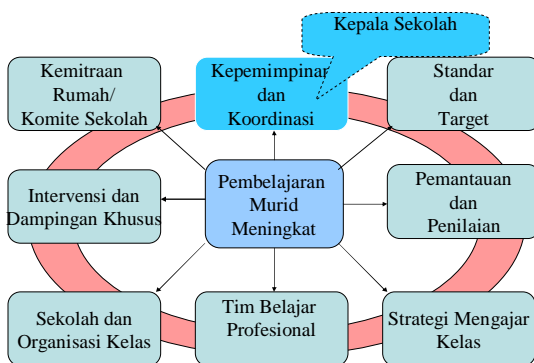 Kepala Sekolah
Kemitraan
Rumah/
Komite Sekolah
Kepemimpinan
dan
Koordinasi
Standar
dan
Target
Intervensi dan
Dampingan Khusus
Pembelajaran
Murid
Meningkat
Pemantauan
dan
Penilaian
Sekolah dan
Organisasi Kelas
Tim Belajar
Profesional
Strategi Mengajar
Kelas